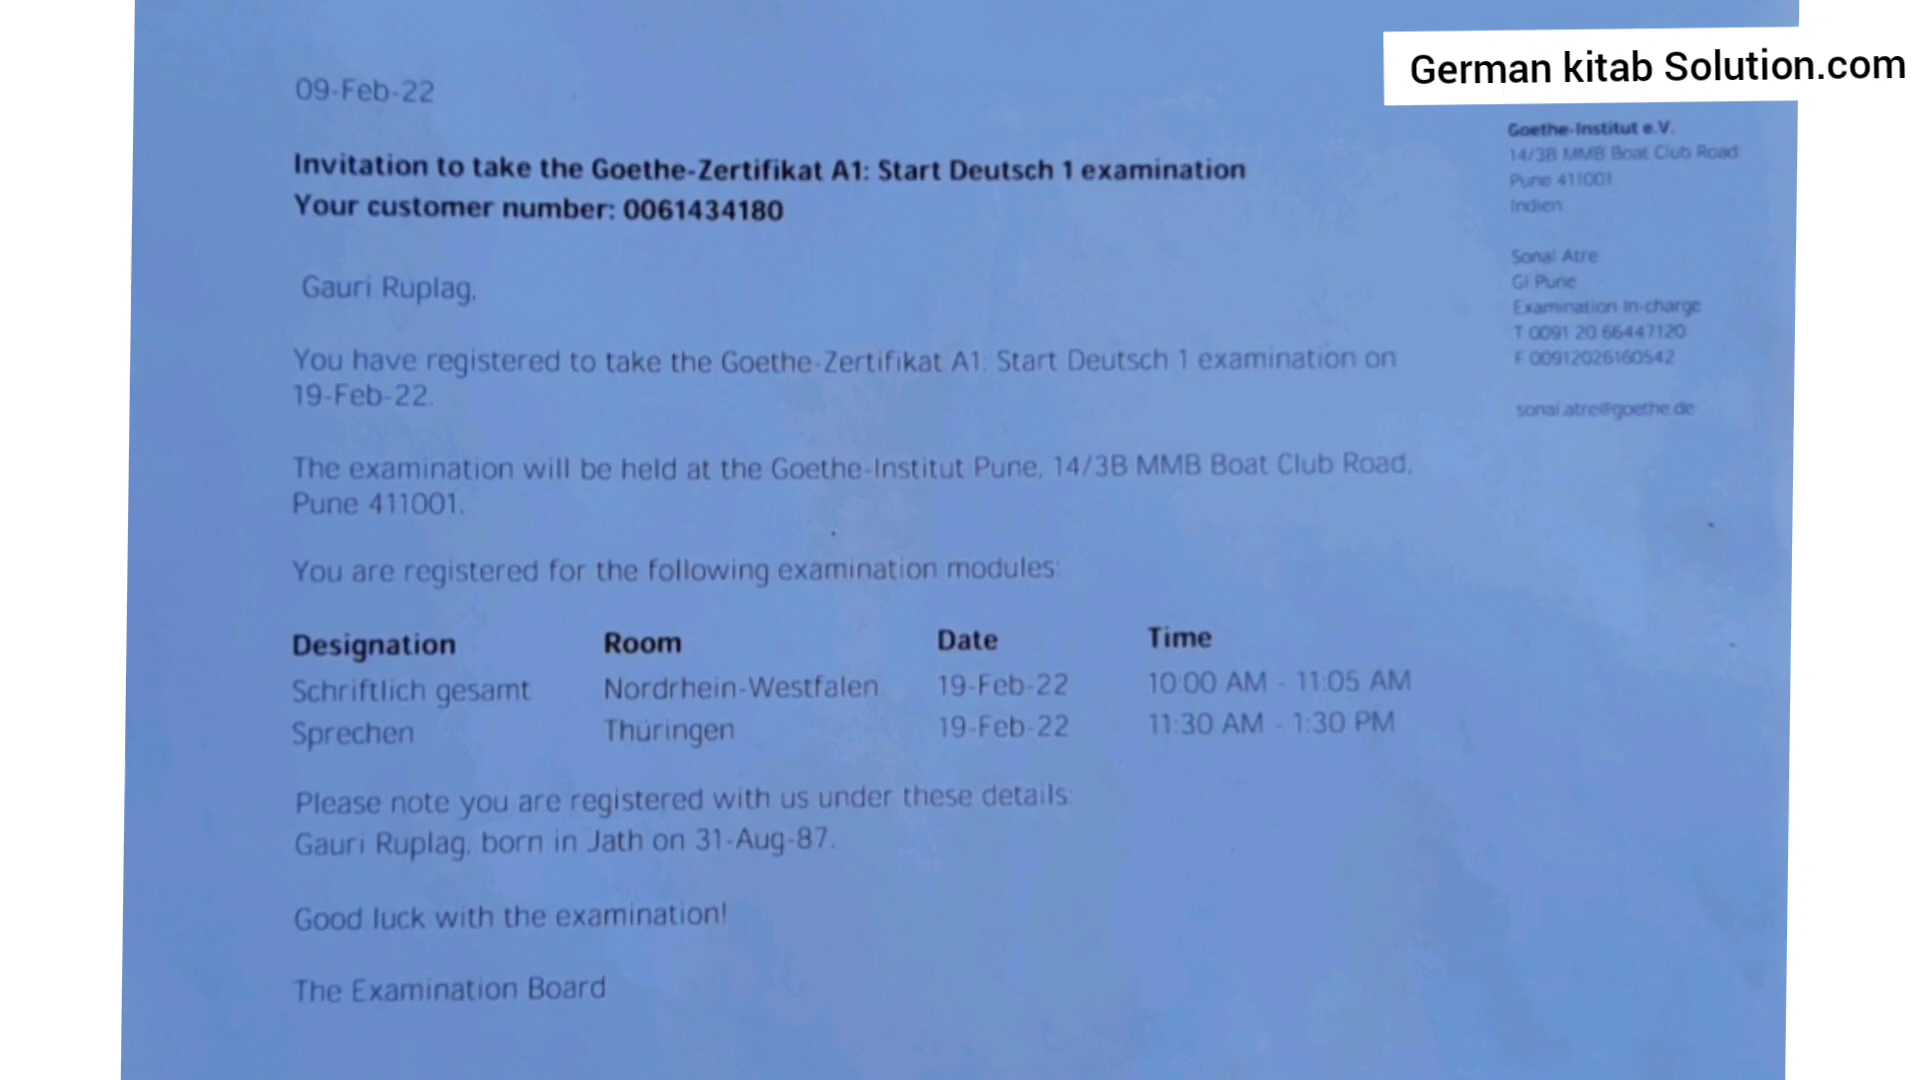 German kitab Solution.com
09-Feb-22
Invitation to take the Goethe-Zertifikat A1: Start Deutsch 1 examination
Your customer number: 0061434180
Gauri Ruplag,
You have registered to take the Goethe-Zertifikat A1: Start Deutsch 1 examination on
19-Feb-22.
The examination will be held at the Goethe-Institut Pune, 14/3B MMB Boat Club Road,
Pune 411001.
You are registered for the following examination modules:
Designation Room Date Time
Schriftlich gesamt Nordrhein-Westfalen 19-Feb-22 10:00 AM - 11:05 AM
Sprechen Thüringen 19-Feb-22 11:30 AM - 1:30 PM
Please note you are registered with us under these details:
Gauri Ruplag, born in Jath on 31-Aug-87.
Good luck with the examination!
The Examination Board
Goethe-Institut e.V.
14/3B MMB Boat Club Road
Pune 411001
Indien
Sonal Atre
GI Pune
Examination In-charge
T 0091 20 66447120
F 00912026160542
sonal.atre@goethe.de